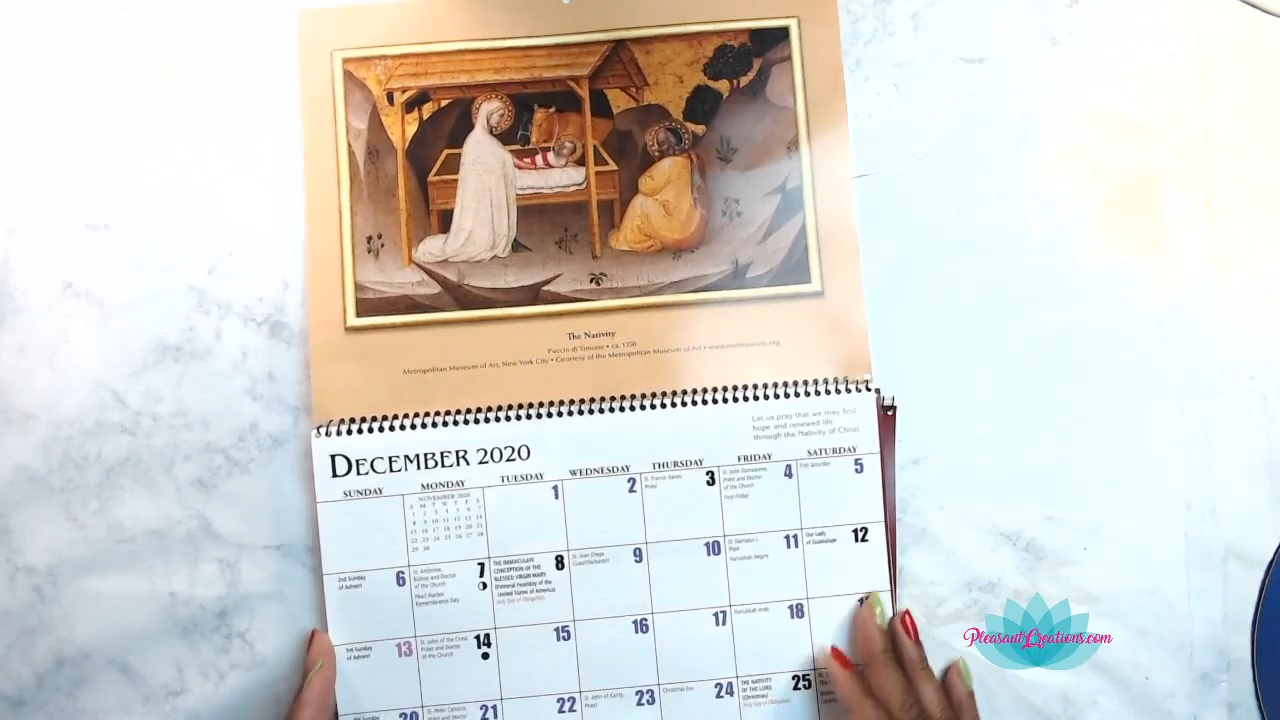 The Nativity
Puccio di Simone • ca. 1350
Metropolitan Museum of Art, New York City • Courtesy of the Metropolitan Museum of Art • www.metmuseum.org
Let us pray that we may find
hope and renewed life
through the Nativity of Christ.
DECEMBER 2020
SUNDAY MONDAY TUESDAY WEDNESDAY THURSDAY FRIDAY SATURDAY
NOVEMBER 2020
S M T W T F S
1 2 3 4 5 6 7
8 9 10 11 12 13 14
15 16 17 18 19 20 21
22 23 24 25 26 27 28
29 30
1
2
St. Francis Xavier,
Priest
3
St. John Damascene,
Priest and Doctor
of the Church
First Friday
4
First Saturday
5
2nd Sunday
of Advent
6
St. Ambrose,
Bishop and Doctor
of the Church
Pearl Harbor
Remembrance Day
7
THE IMMACULATE
CONCEPTION OF THE
BLESSED VIRGIN MARY
(Patronal Feastday of the
United States of America)
Holy Day of Obligation
8
St. Juan Diego
Cuauhtlatoatzin
9
10
St. Damasus I,
Pope
Hanukkah begins
11
Our Lady
of Guadalupe
12
3rd Sunday
of Advent
13
St. John of the Cross,
Priest and Doctor
of the Church
14
15
16
17
Hanukkah ends
18
4th Sunday
20
St. Peter Canisius,
Priest and Doctor
21
22
St. John of Kanty,
Priest
23
Christmas Eve
24
THE NATIVITY
OF THE LORD
(Christmas)
Holy Day of Obligation
25
PleasantKreations.com